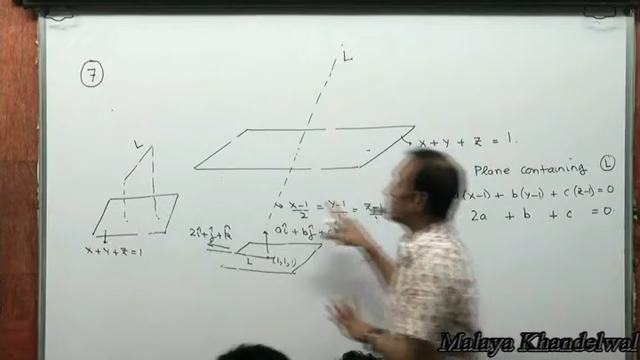 7
L
x + y + z = 1
L
x + y + z = 1.
Plane containing L
(x-1) + b(y-1) + c(z-1) = 0
2a + b + c = 0.
x-1/2 = y-1
2î+ĵ+k̂
aî+bĵ+
L
(1,1,1)
Malaya Khandelwal